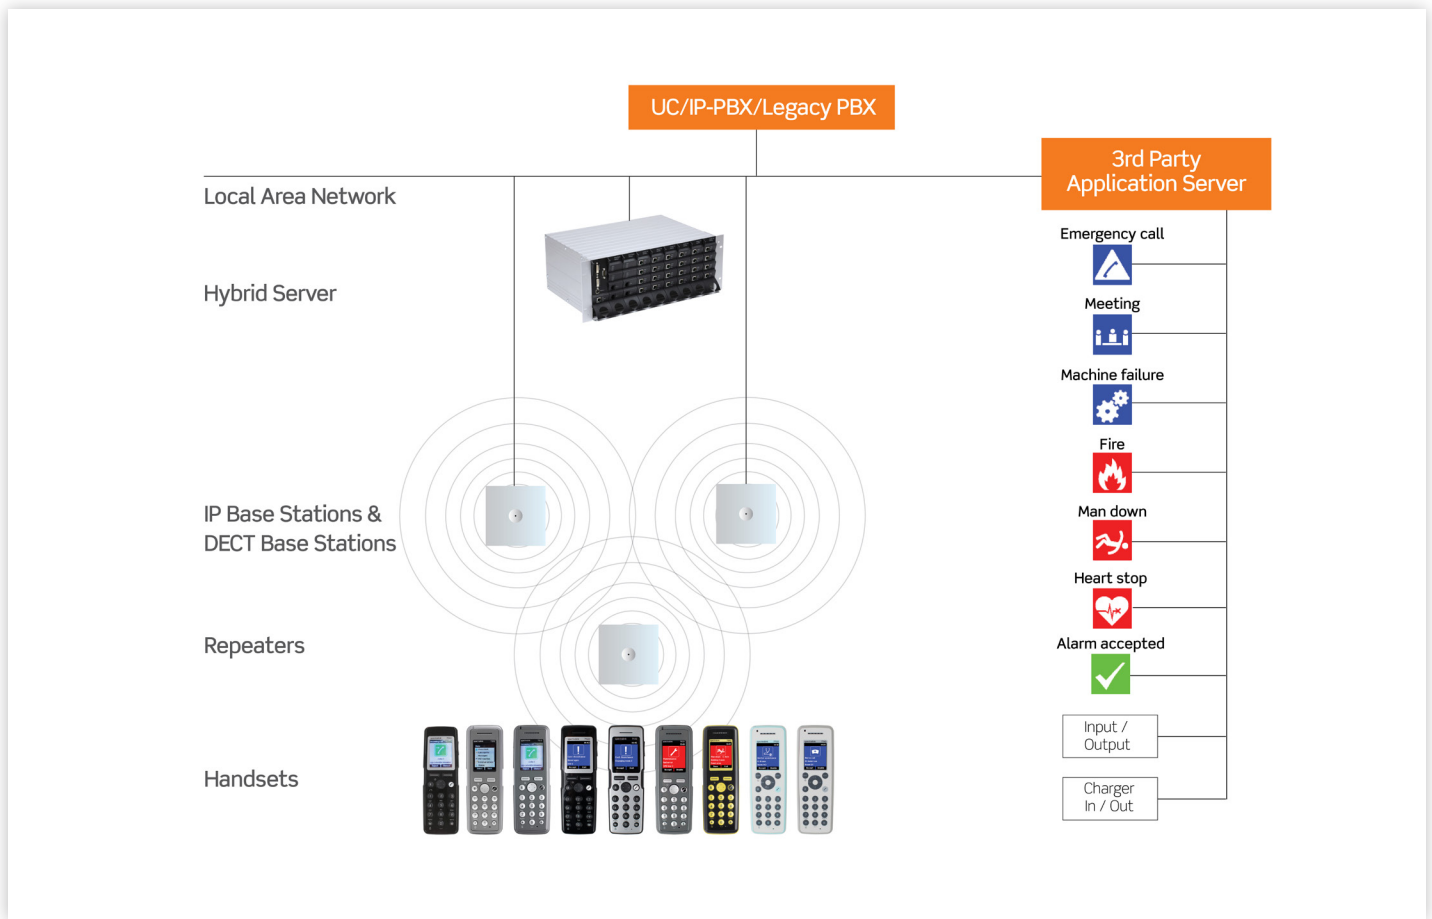 UC/IP-PBX/Legacy PBX
3rd Party
Application Server
Local Area Network
Hybrid Server
IP Base Stations &
DECT Base Stations
Repeaters
Handsets
Emergency call
Meeting
Machine failure
Fire
Man down
Heart stop
Alarm accepted
Input /
Output
Charger
In / Out